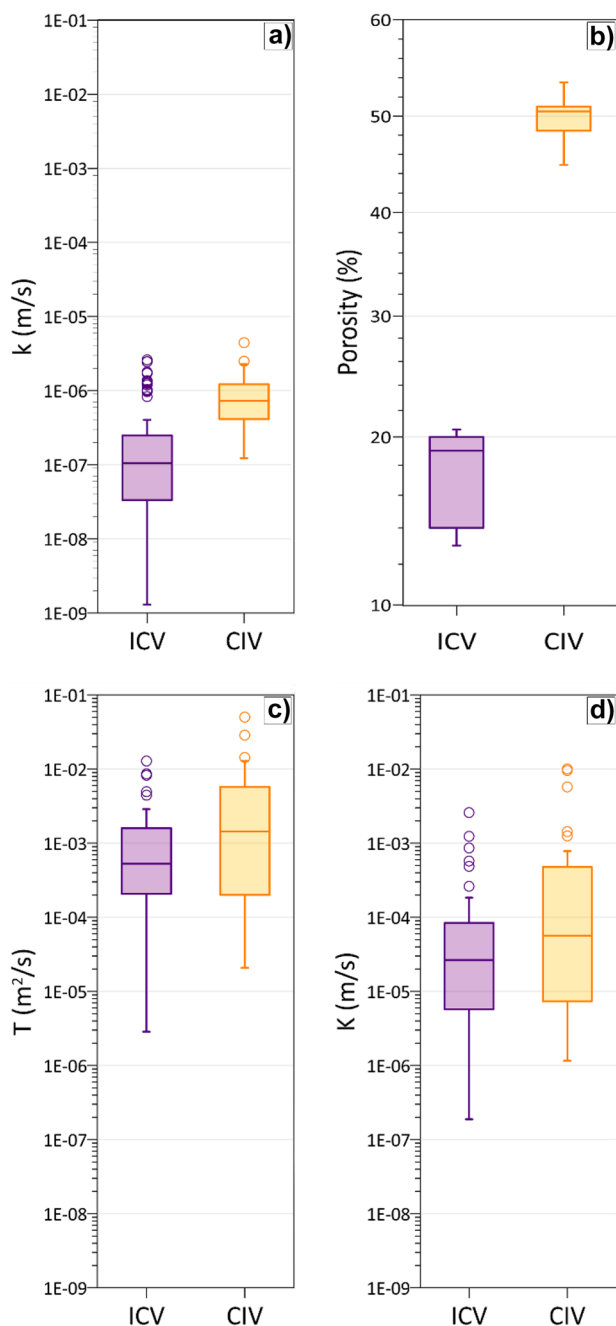 a)
k (m/s)
1E-01
1E-02
1E-03
1E-04
1E-05
1E-06
1E-07
1E-08
1E-09
ICV CIV
b)
Porosity (%)
60
50
40
30
20
10
ICV CIV
c)
T (m²/s)
1E-01
1E-02
1E-03
1E-04
1E-05
1E-06
1E-07
1E-08
1E-09
ICV CIV
d)
K (m/s)
1E-01
1E-02
1E-03
1E-04
1E-05
1E-06
1E-07
1E-08
1E-09
ICV CIV